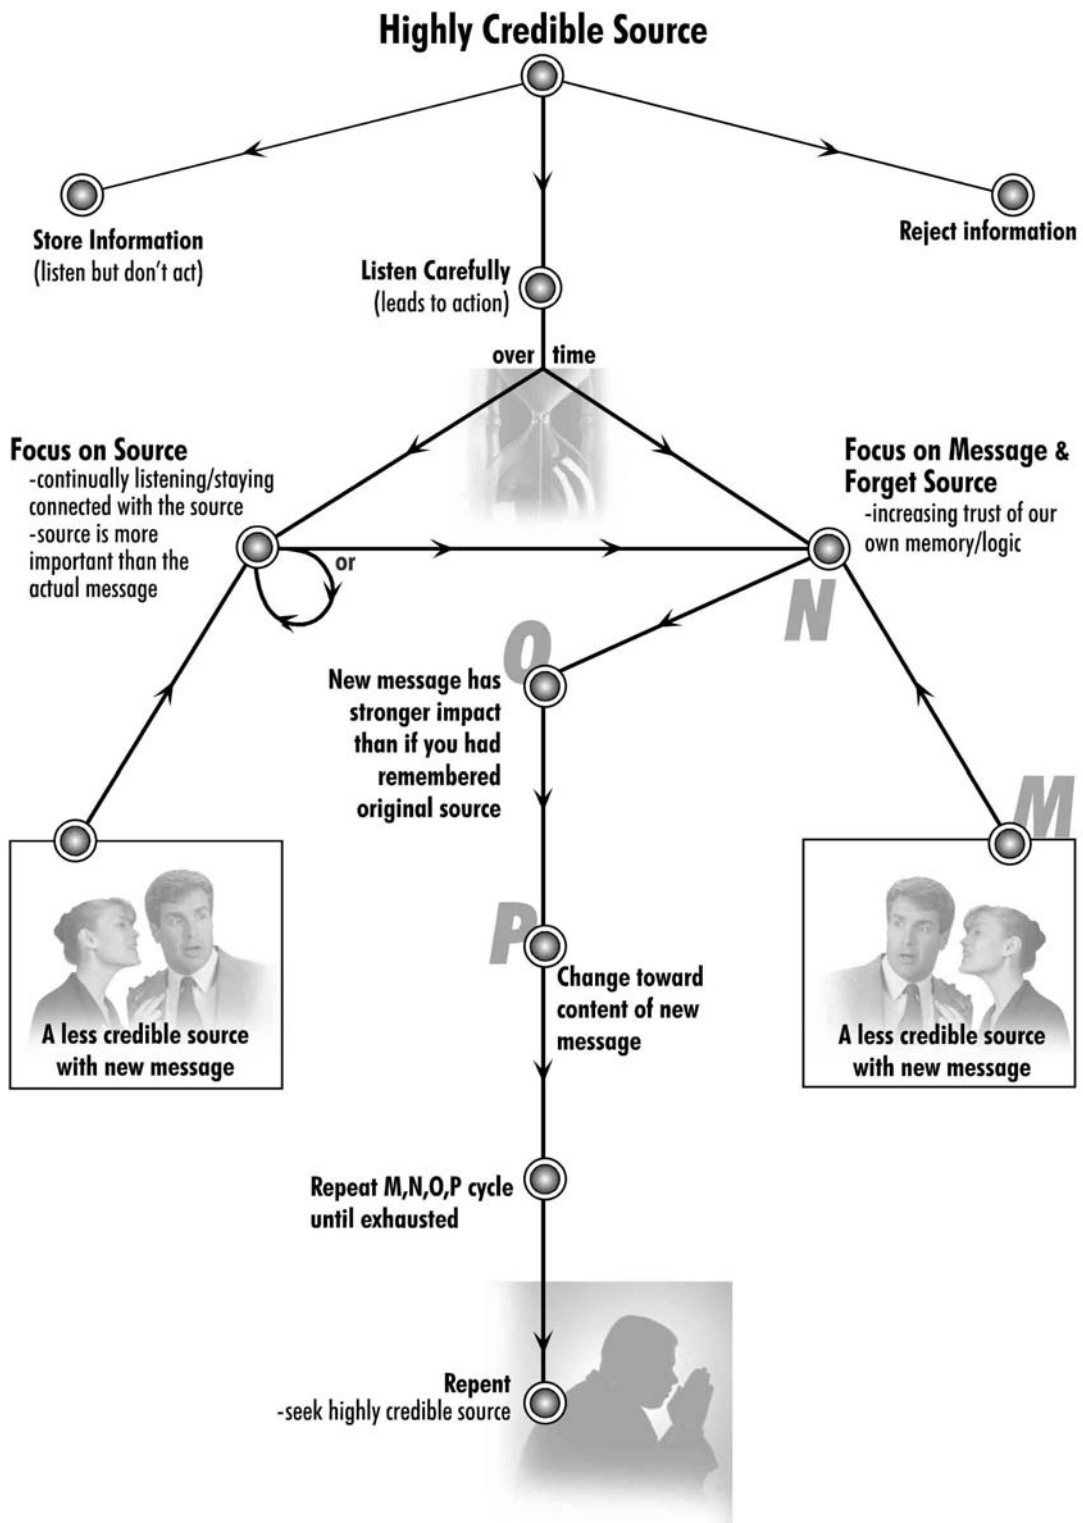 Highly Credible Source
Store Information
(listen but don't act)
Reject information
Listen Carefully
(leads to action)
over time
Focus on Source
-continually listening/staying
connected with the source
-source is more
important than the
actual message
or
Focus on Message &
Forget Source
-increasing trust of our
own memory/logic
N
O
New message has
stronger impact
than if you had
remembered
original source
M
A less credible source
with new message
P
Change toward
content of new
message
A less credible source
with new message
Repeat M,N,O,P cycle
until exhausted
Repent
-seek highly credible source